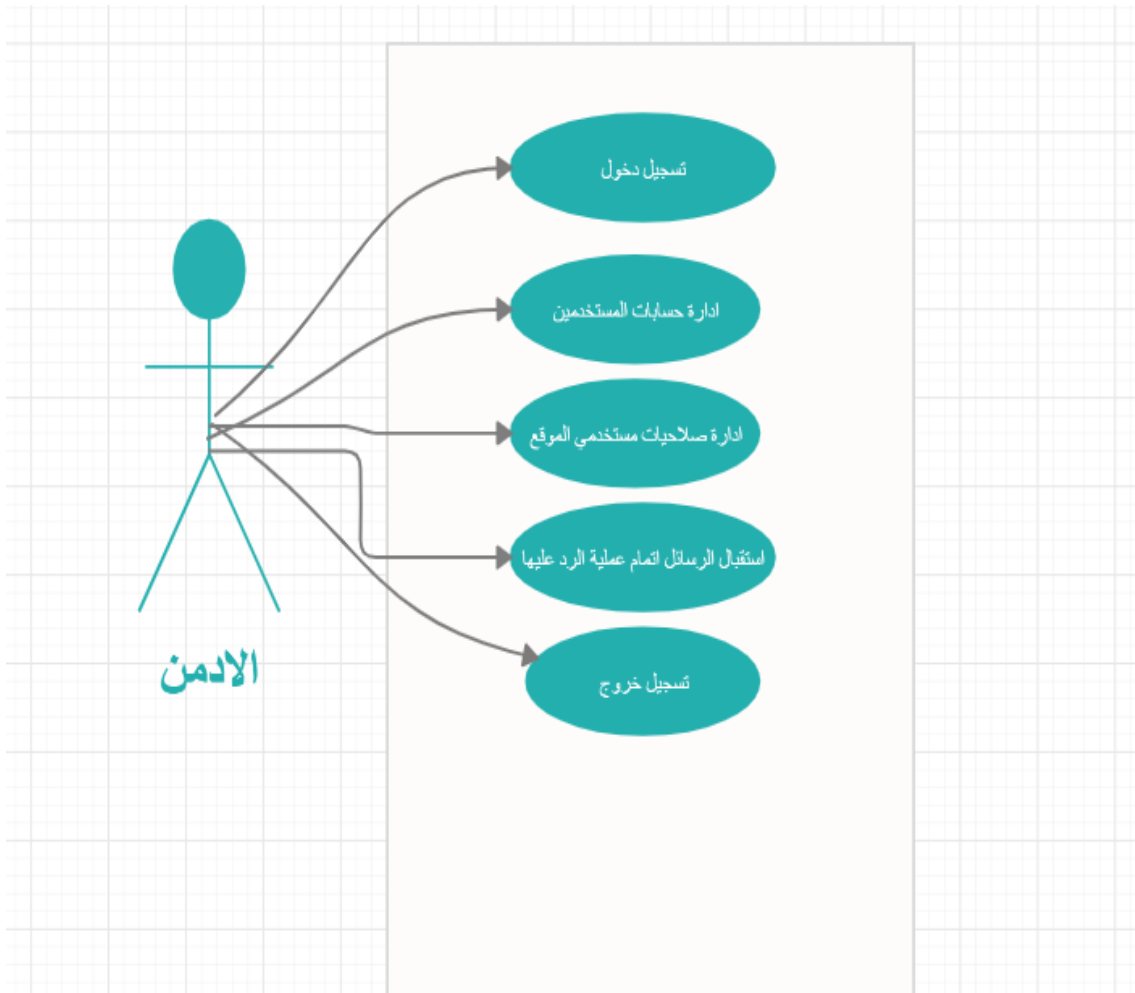 تسجيل دخول
ادارة حسابات المستخدمين
ادارة صلاحيات مستخدمي الموقع
استقبال الرسائل اتمام عملية الرد عليها
تسجيل خروج
الادمن